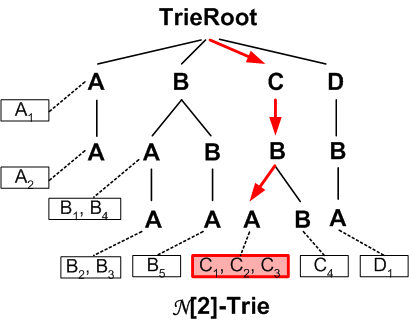 TrieRoot
A B C D
A₁
A A B B B
A₂
B₁, B₄
A A A B A
B₂, B₃ B₅ C₁, C₂, C₃ C₄ D₁
𝒩[2]-Trie